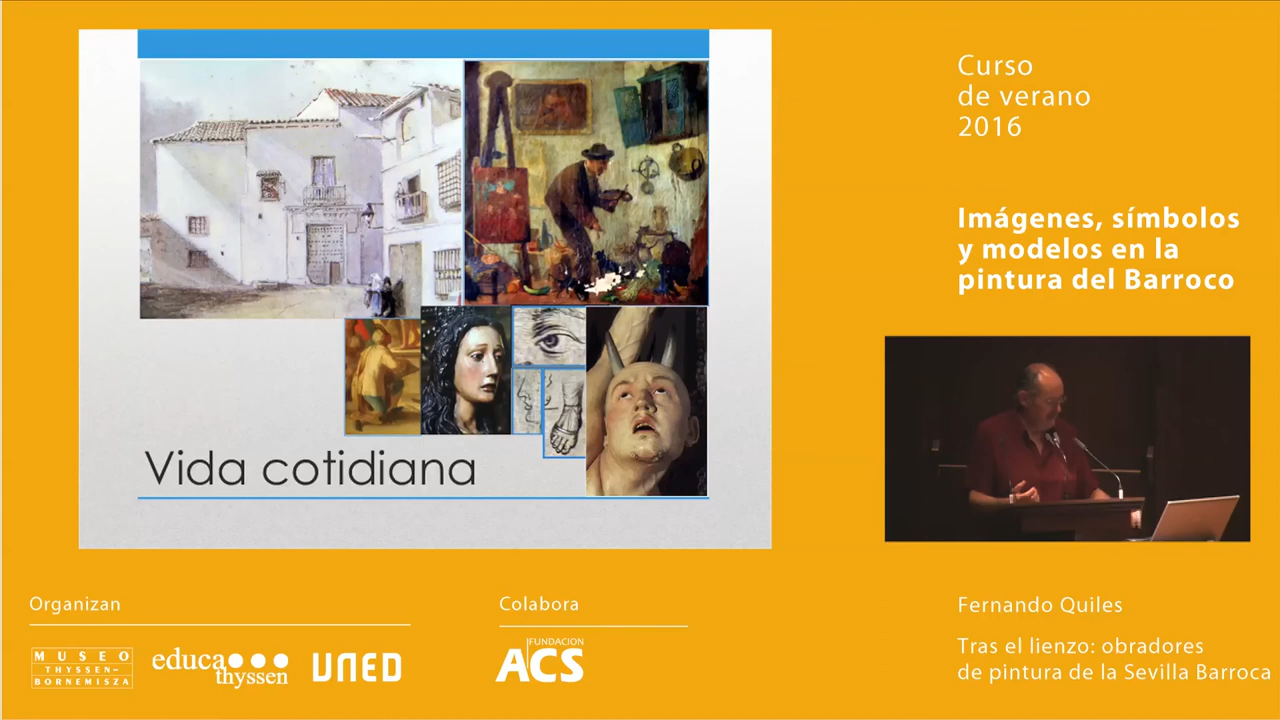 Curso
de verano
2016
Imágenes, símbolos
y modelos en la
pintura del Barroco
Vida cotidiana
Organizan
MUSEO
THYSSEN-
BORNEMISZA
educa
thyssen
UNED
Colabora
FUNDACION
ACS
Fernando Quiles
Tras el lienzo: obradores
de pintura de la Sevilla Barroca